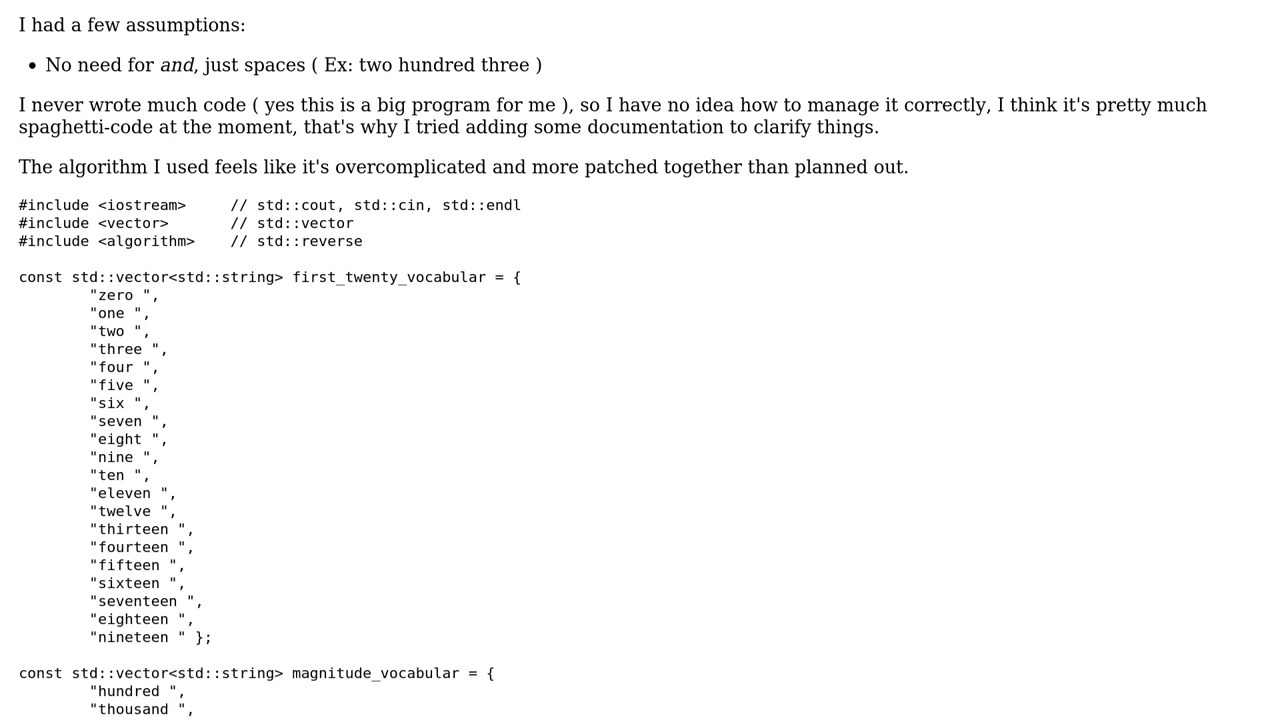 I had a few assumptions:
• No need for and, just spaces ( Ex: two hundred three )
I never wrote much code ( yes this is a big program for me ), so I have no idea how to manage it correctly, I think it's pretty much
spaghetti-code at the moment, that's why I tried adding some documentation to clarify things.
The algorithm I used feels like it's overcomplicated and more patched together than planned out.
#include <iostream>     // std::cout, std::cin, std::endl
#include <vector>       // std::vector
#include <algorithm>    // std::reverse
const std::vector<std::string> first_twenty_vocabular = {
        "zero ",
        "one ",
        "two ",
        "three ",
        "four ",
        "five ",
        "six ",
        "seven ",
        "eight ",
        "nine ",
        "ten ",
        "eleven ",
        "twelve ",
        "thirteen ",
        "fourteen ",
        "fifteen ",
        "sixteen ",
        "seventeen ",
        "eighteen ",
        "nineteen " };
const std::vector<std::string> magnitude_vocabular = {
        "hundred ",
        "thousand ",